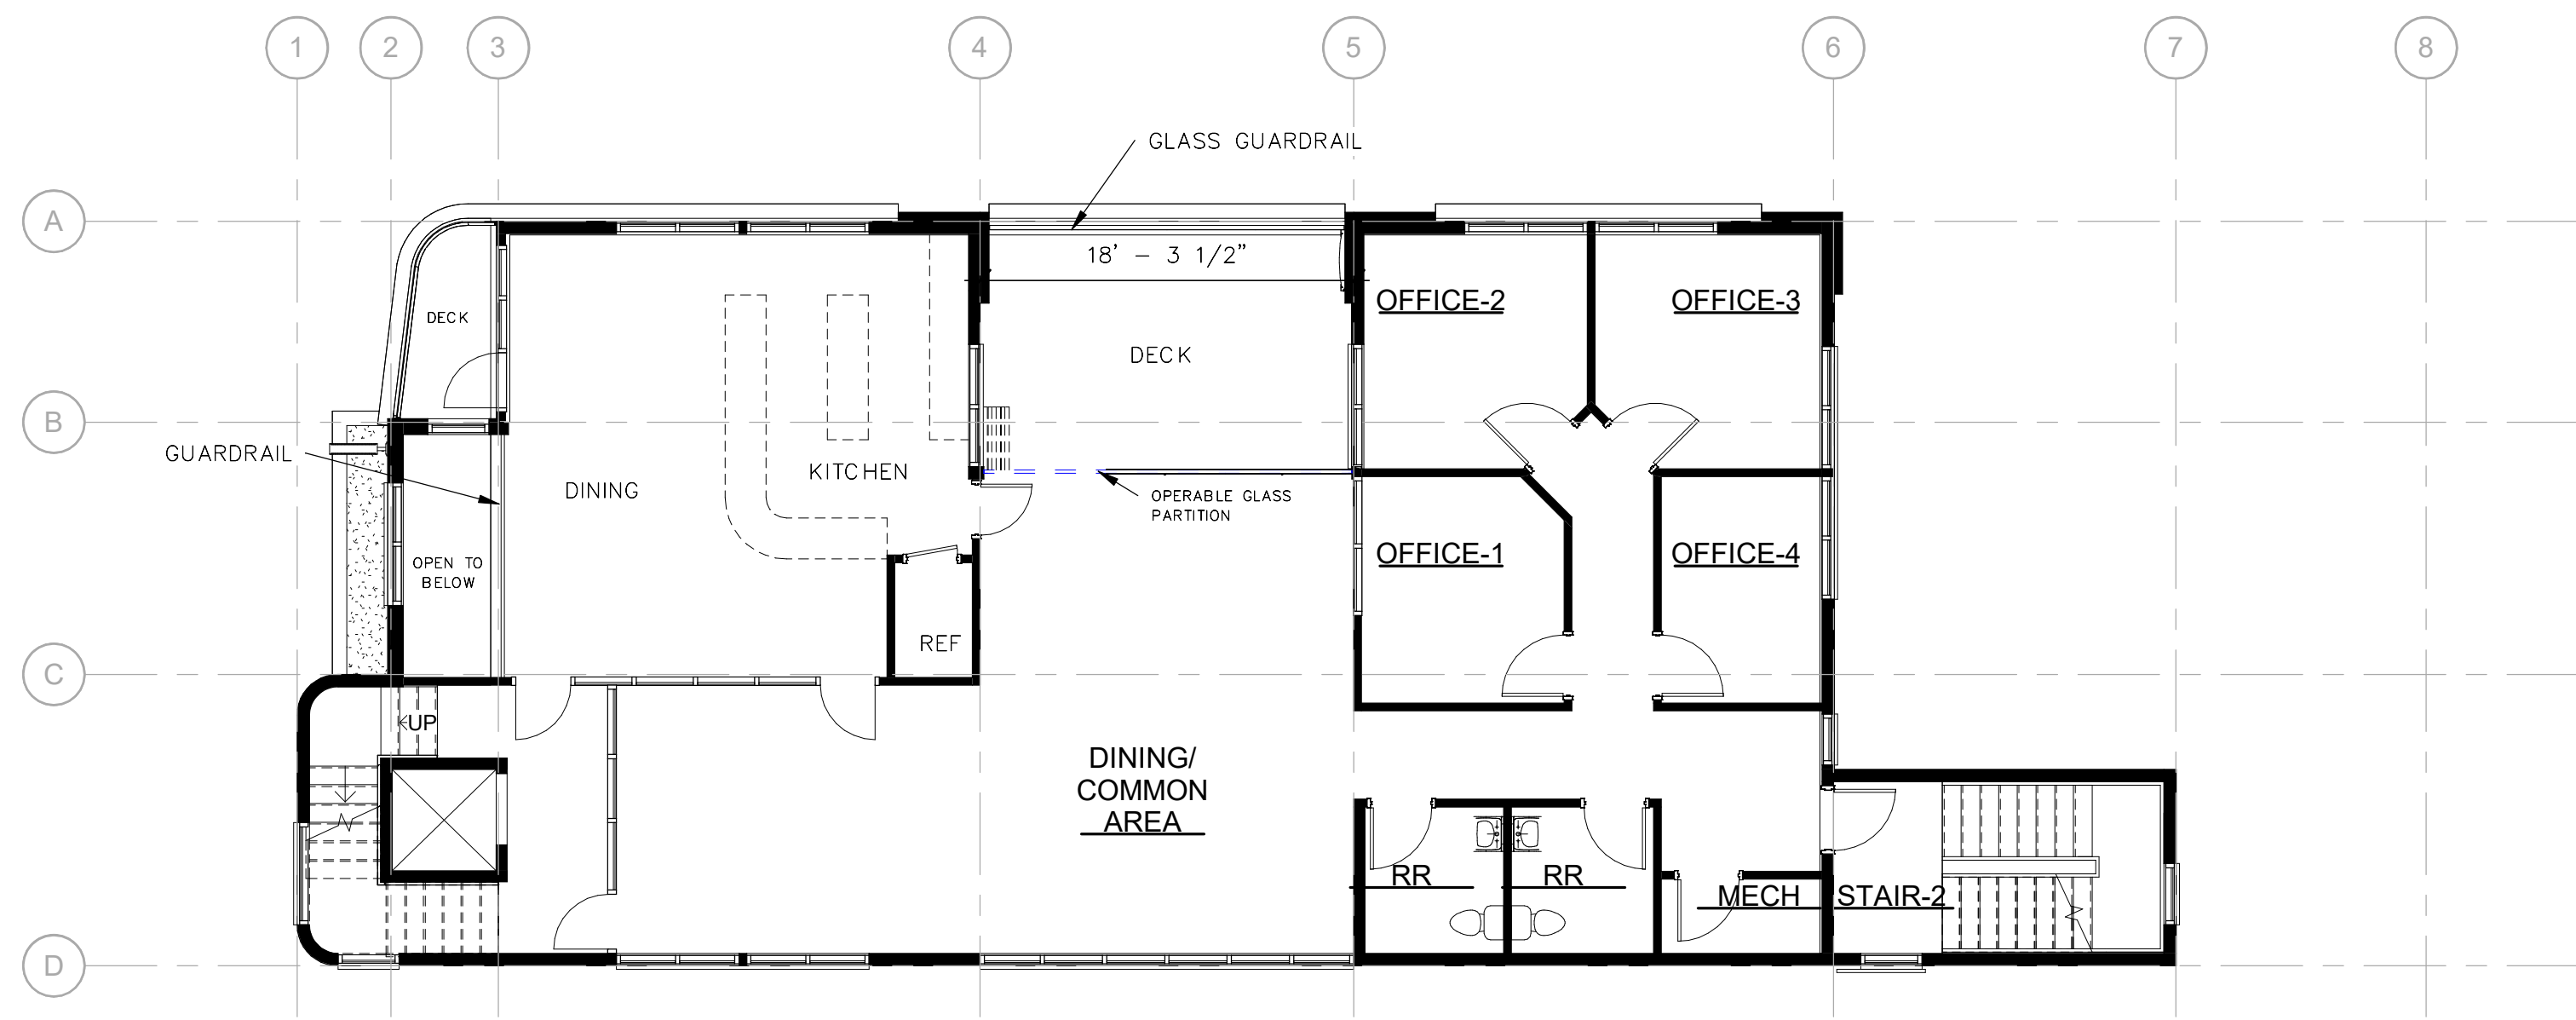 1 2 3 4 5 6 7 8
GLASS GUARDRAIL
A
18' - 3 1/2"
OFFICE-2
OFFICE-3
DECK
DECK
B
GUARDRAIL
KITCHEN
DINING
OPERABLE GLASS
PARTITION
OFFICE-1
OFFICE-4
OPEN TO
BELOW
REF
C
UP
DINING/
COMMON
AREA
RR
RR
MECH
STAIR-2
D